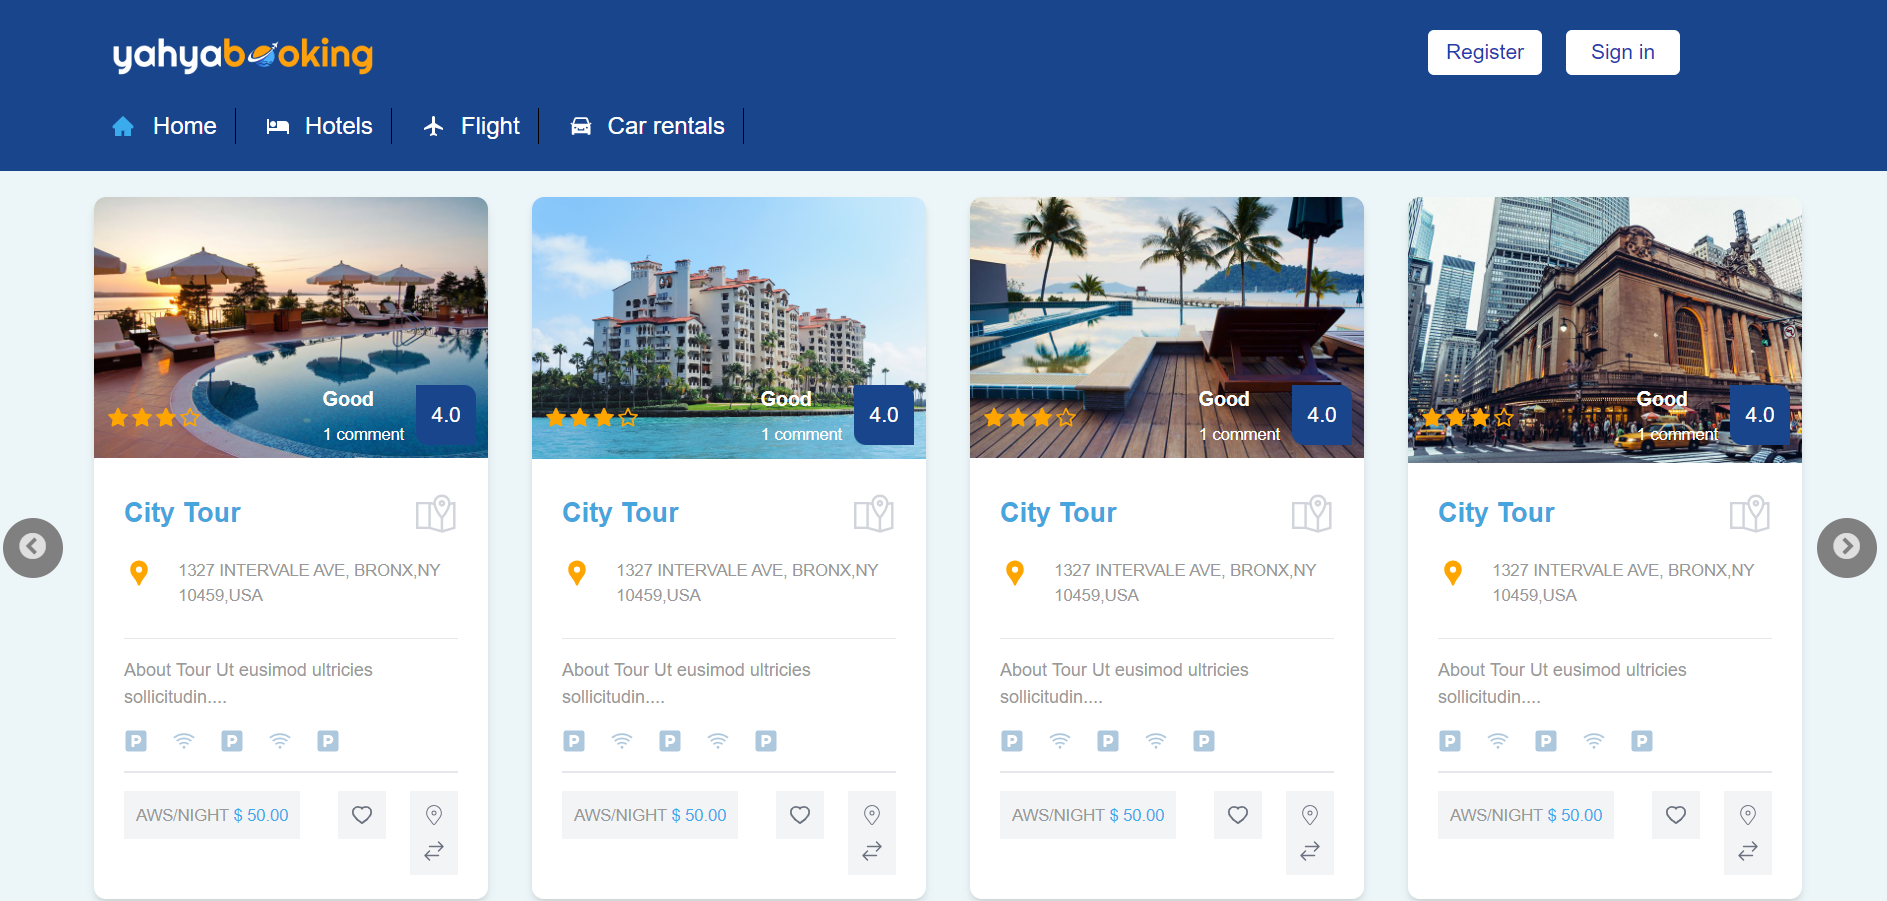 yahyabooking
Register
Sign in
Home
Hotels
Flight
Car rentals
Good
4.0
1 comment
Good
4.0
1 comment
Good
4.0
1 comment
Good
4.0
1 comment
City Tour
City Tour
City Tour
City Tour
1327 INTERVALE AVE, BRONX,NY
10459,USA
1327 INTERVALE AVE, BRONX,NY
10459,USA
1327 INTERVALE AVE, BRONX,NY
10459,USA
1327 INTERVALE AVE, BRONX,NY
10459,USA
About Tour Ut eusimod ultricies
sollicitudin....
About Tour Ut eusimod ultricies
sollicitudin....
About Tour Ut eusimod ultricies
sollicitudin....
About Tour Ut eusimod ultricies
sollicitudin....
P P P
P P P
P P P
P P P
AWS/NIGHT $ 50.00
AWS/NIGHT $ 50.00
AWS/NIGHT $ 50.00
AWS/NIGHT $ 50.00